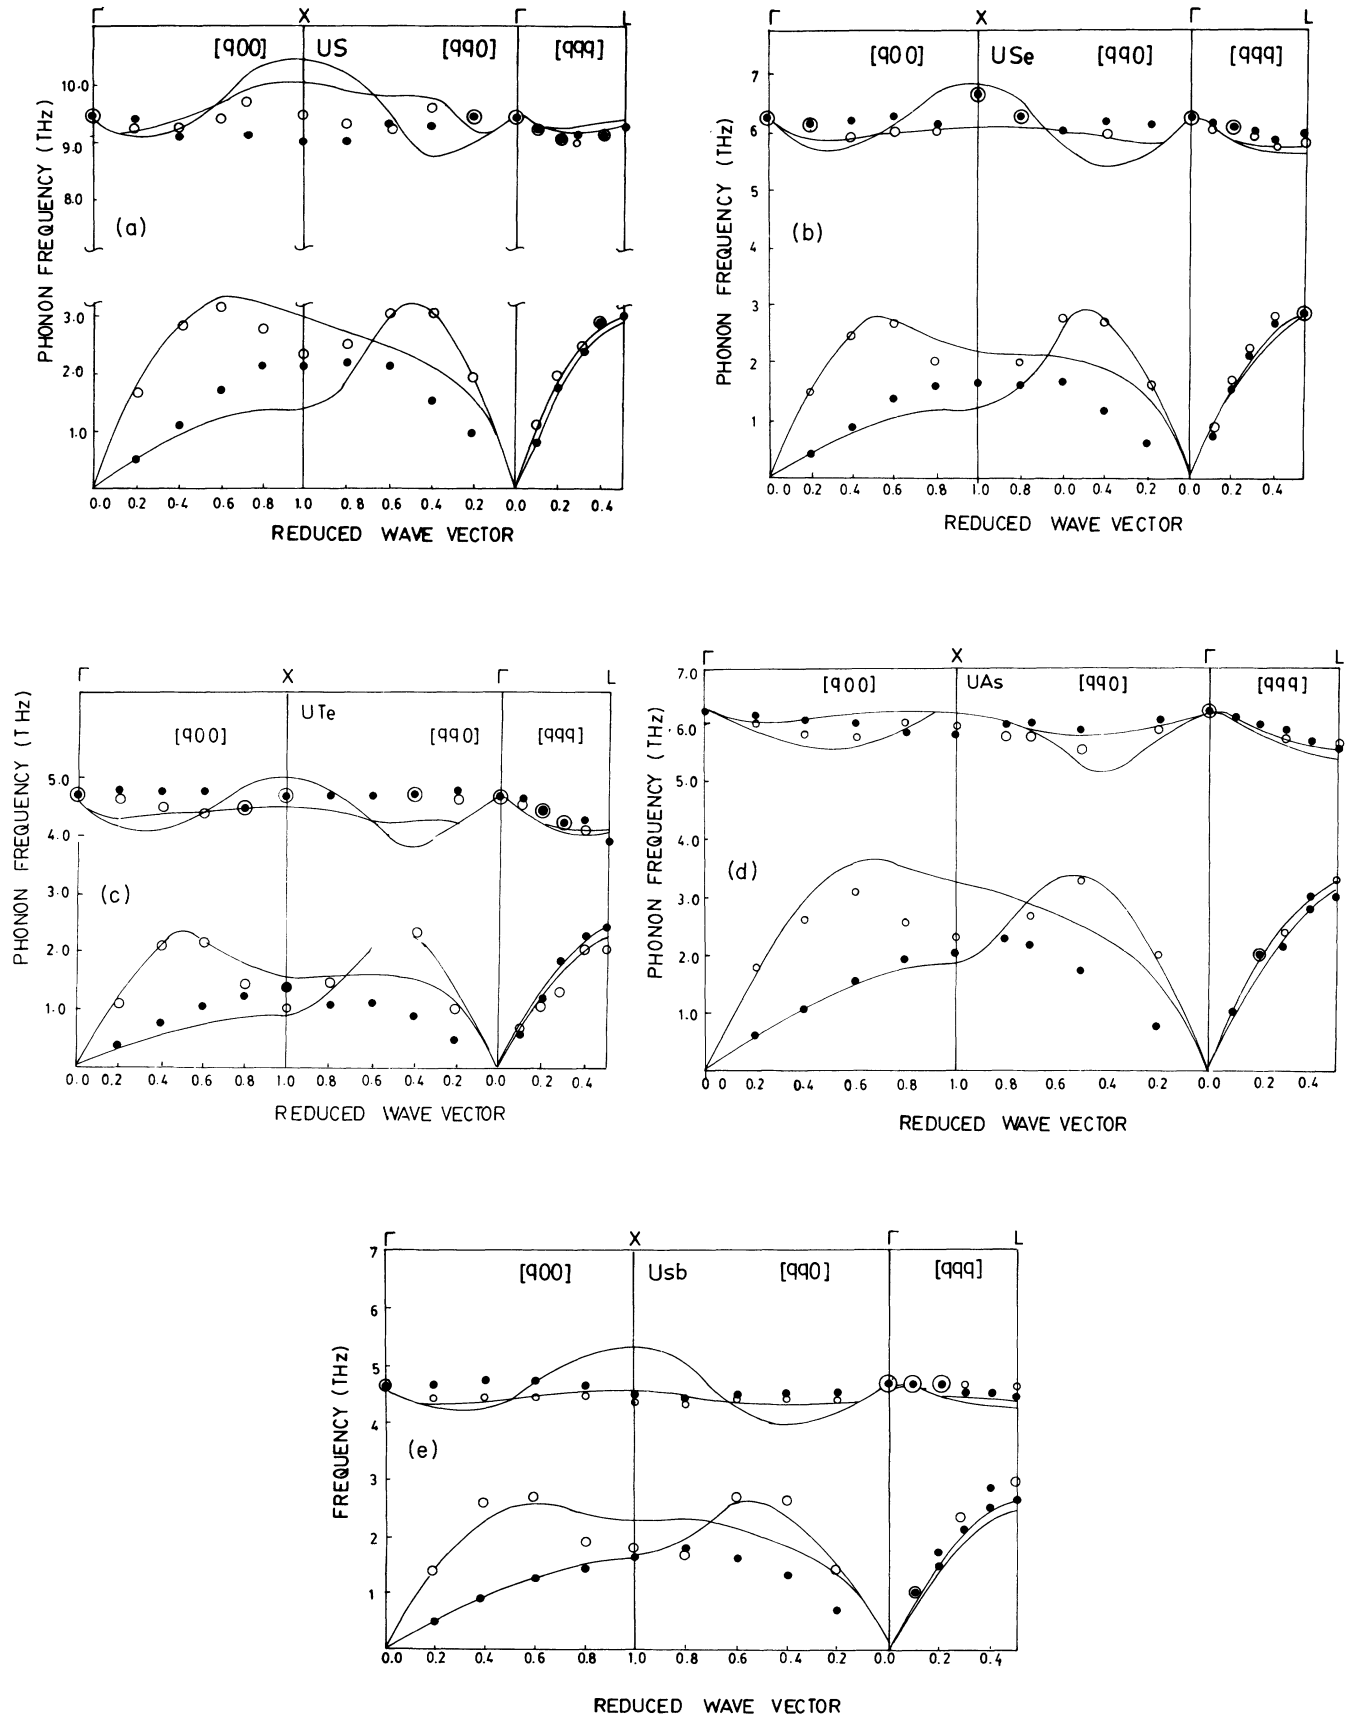 Γ X Γ L
[q00] US [qq0] [qqq]
PHONON FREQUENCY (THz)
10.0
9.0
8.0
(a)
3.0
2.0
1.0
0.0 0.2 0.4 0.6 0.8 1.0 0.8 0.6 0.4 0.2 0.0 0.2 0.4
REDUCED WAVE VECTOR
Γ X Γ L
[q00] USe [qq0] [qqq]
PHONON FREQUENCY (THz)
7
6
5
(b)
4
3
2
1
0.0 0.2 0.4 0.6 0.8 1.0 0.8 0.0 0.4 0.2 0.0 0.2 0.4
REDUCED WAVE VECTOR
Γ X Γ L
UTe
[q00] [qq0] [qqq]
PHONON FREQUENCY (THz)
5.0
4.0
(c)
3.0
2.0
1.0
0.0 0.2 0.4 0.6 0.8 1.0 0.8 0.6 0.4 0.2 0.0 0.2 0.4
REDUCED WAVE VECTOR
Γ X Γ L
[q00] UAs [qq0] [qqq]
PHONON FREQUENCY (THz)
7.0
6.0
5.0
4.0
(d)
3.0
2.0
1.0
0 0 0.2 0.4 0.6 0.8 1.0 0.8 0.6 0.4 0.2 0.0 0.2 0.4
REDUCED WAVE VECTOR
Γ X Γ L
[q00] Usb [qq0] [qqq]
FREQUENCY (THz)
7
6
5
4
(e)
3
2
1
0.0 0.2 0.4 0.6 0.8 1.0 0.8 0.6 0.4 0.2 0.0 0.2 0.4
REDUCED WAVE VECTOR